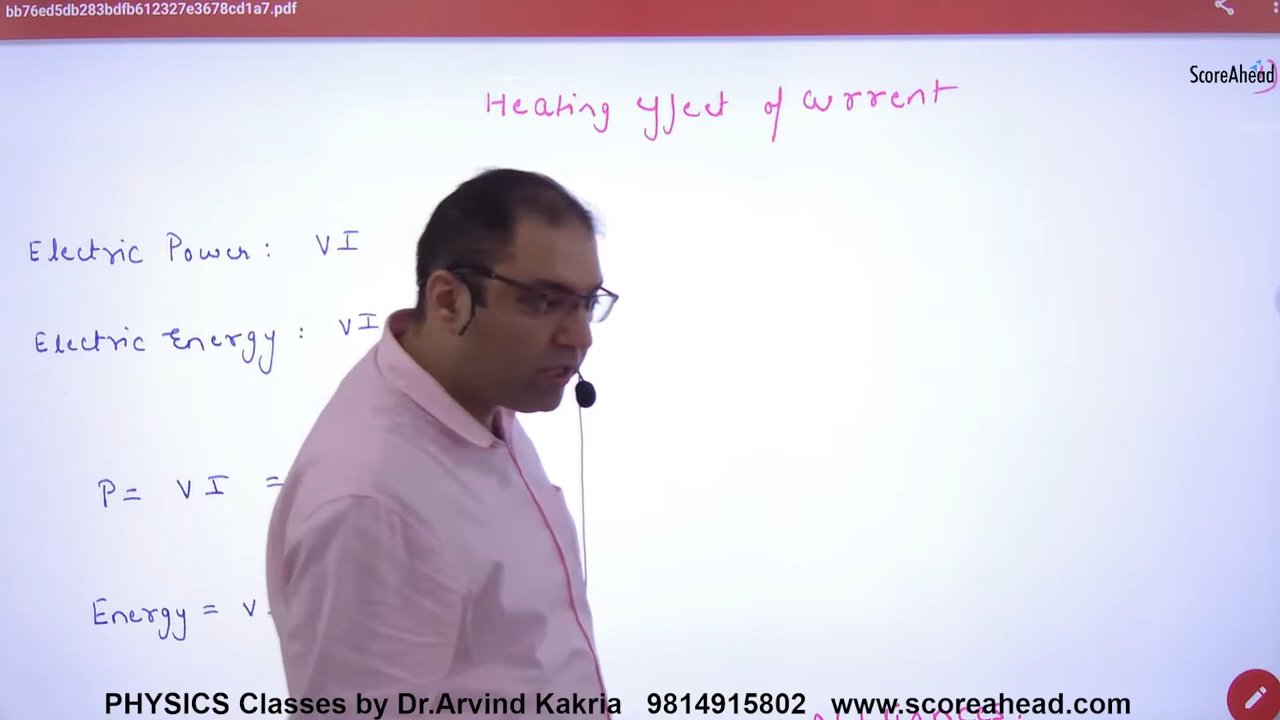 bb76ed5db283bdfb612327e3678cd1a7.pdf
ScoreAhead
Heating effect of current
Electric Power : VI
Electric Energy : VI
P = VI =
Energy = V
PHYSICS Classes by Dr.Arvind Kakria 9814915802 www.scoreahead.com